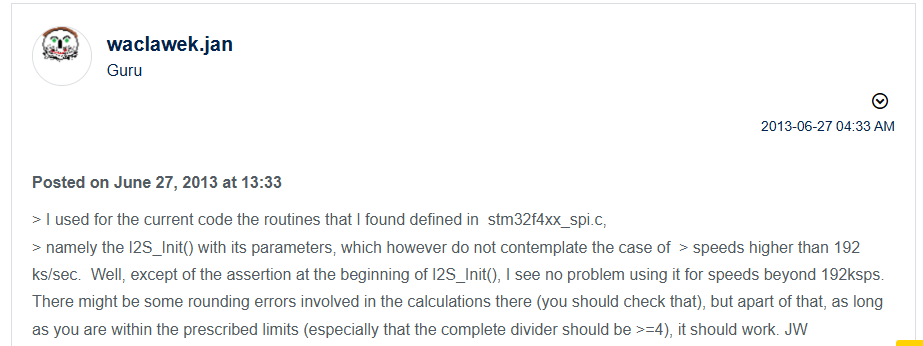 waclawek.jan
Guru
2013-06-27 04:33 AM
Posted on June 27, 2013 at 13:33
> I used for the current code the routines that I found defined in  stm32f4xx_spi.c,
> namely the I2S_Init() with its parameters, which however do not contemplate the case of  > speeds higher than 192
ks/sec.  Well, except of the assertion at the beginning of I2S_Init(), I see no problem using it for speeds beyond 192ksps.
There might be some rounding errors involved in the calculations there (you should check that), but apart of that, as long
as you are within the prescribed limits (especially that the complete divider should be >=4), it should work. JW